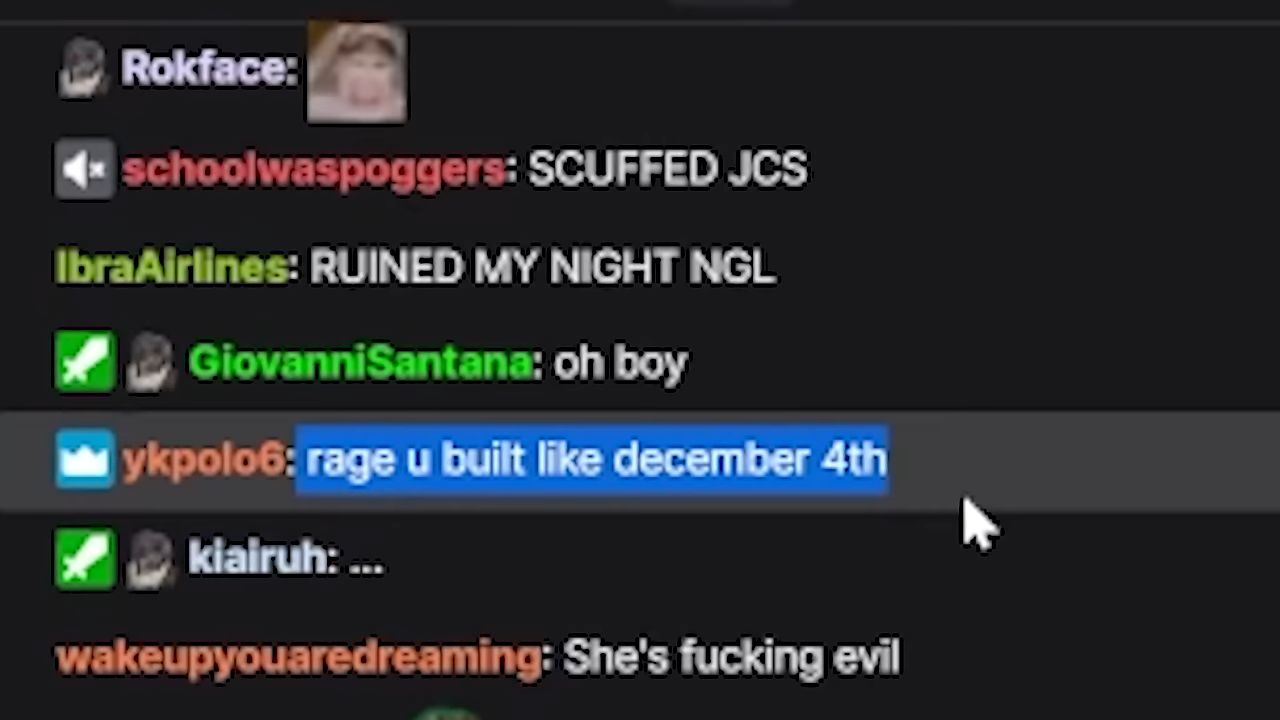 Rokface:
schoolwaspoggers: SCUFFED JCS
IbraAirlines: RUINED MY NIGHT NGL
GiovanniSantana: oh boy
ykpolo6: rage u built like december 4th
kiairuh: ...
wakeupyouaredreaming: She's fucking evil